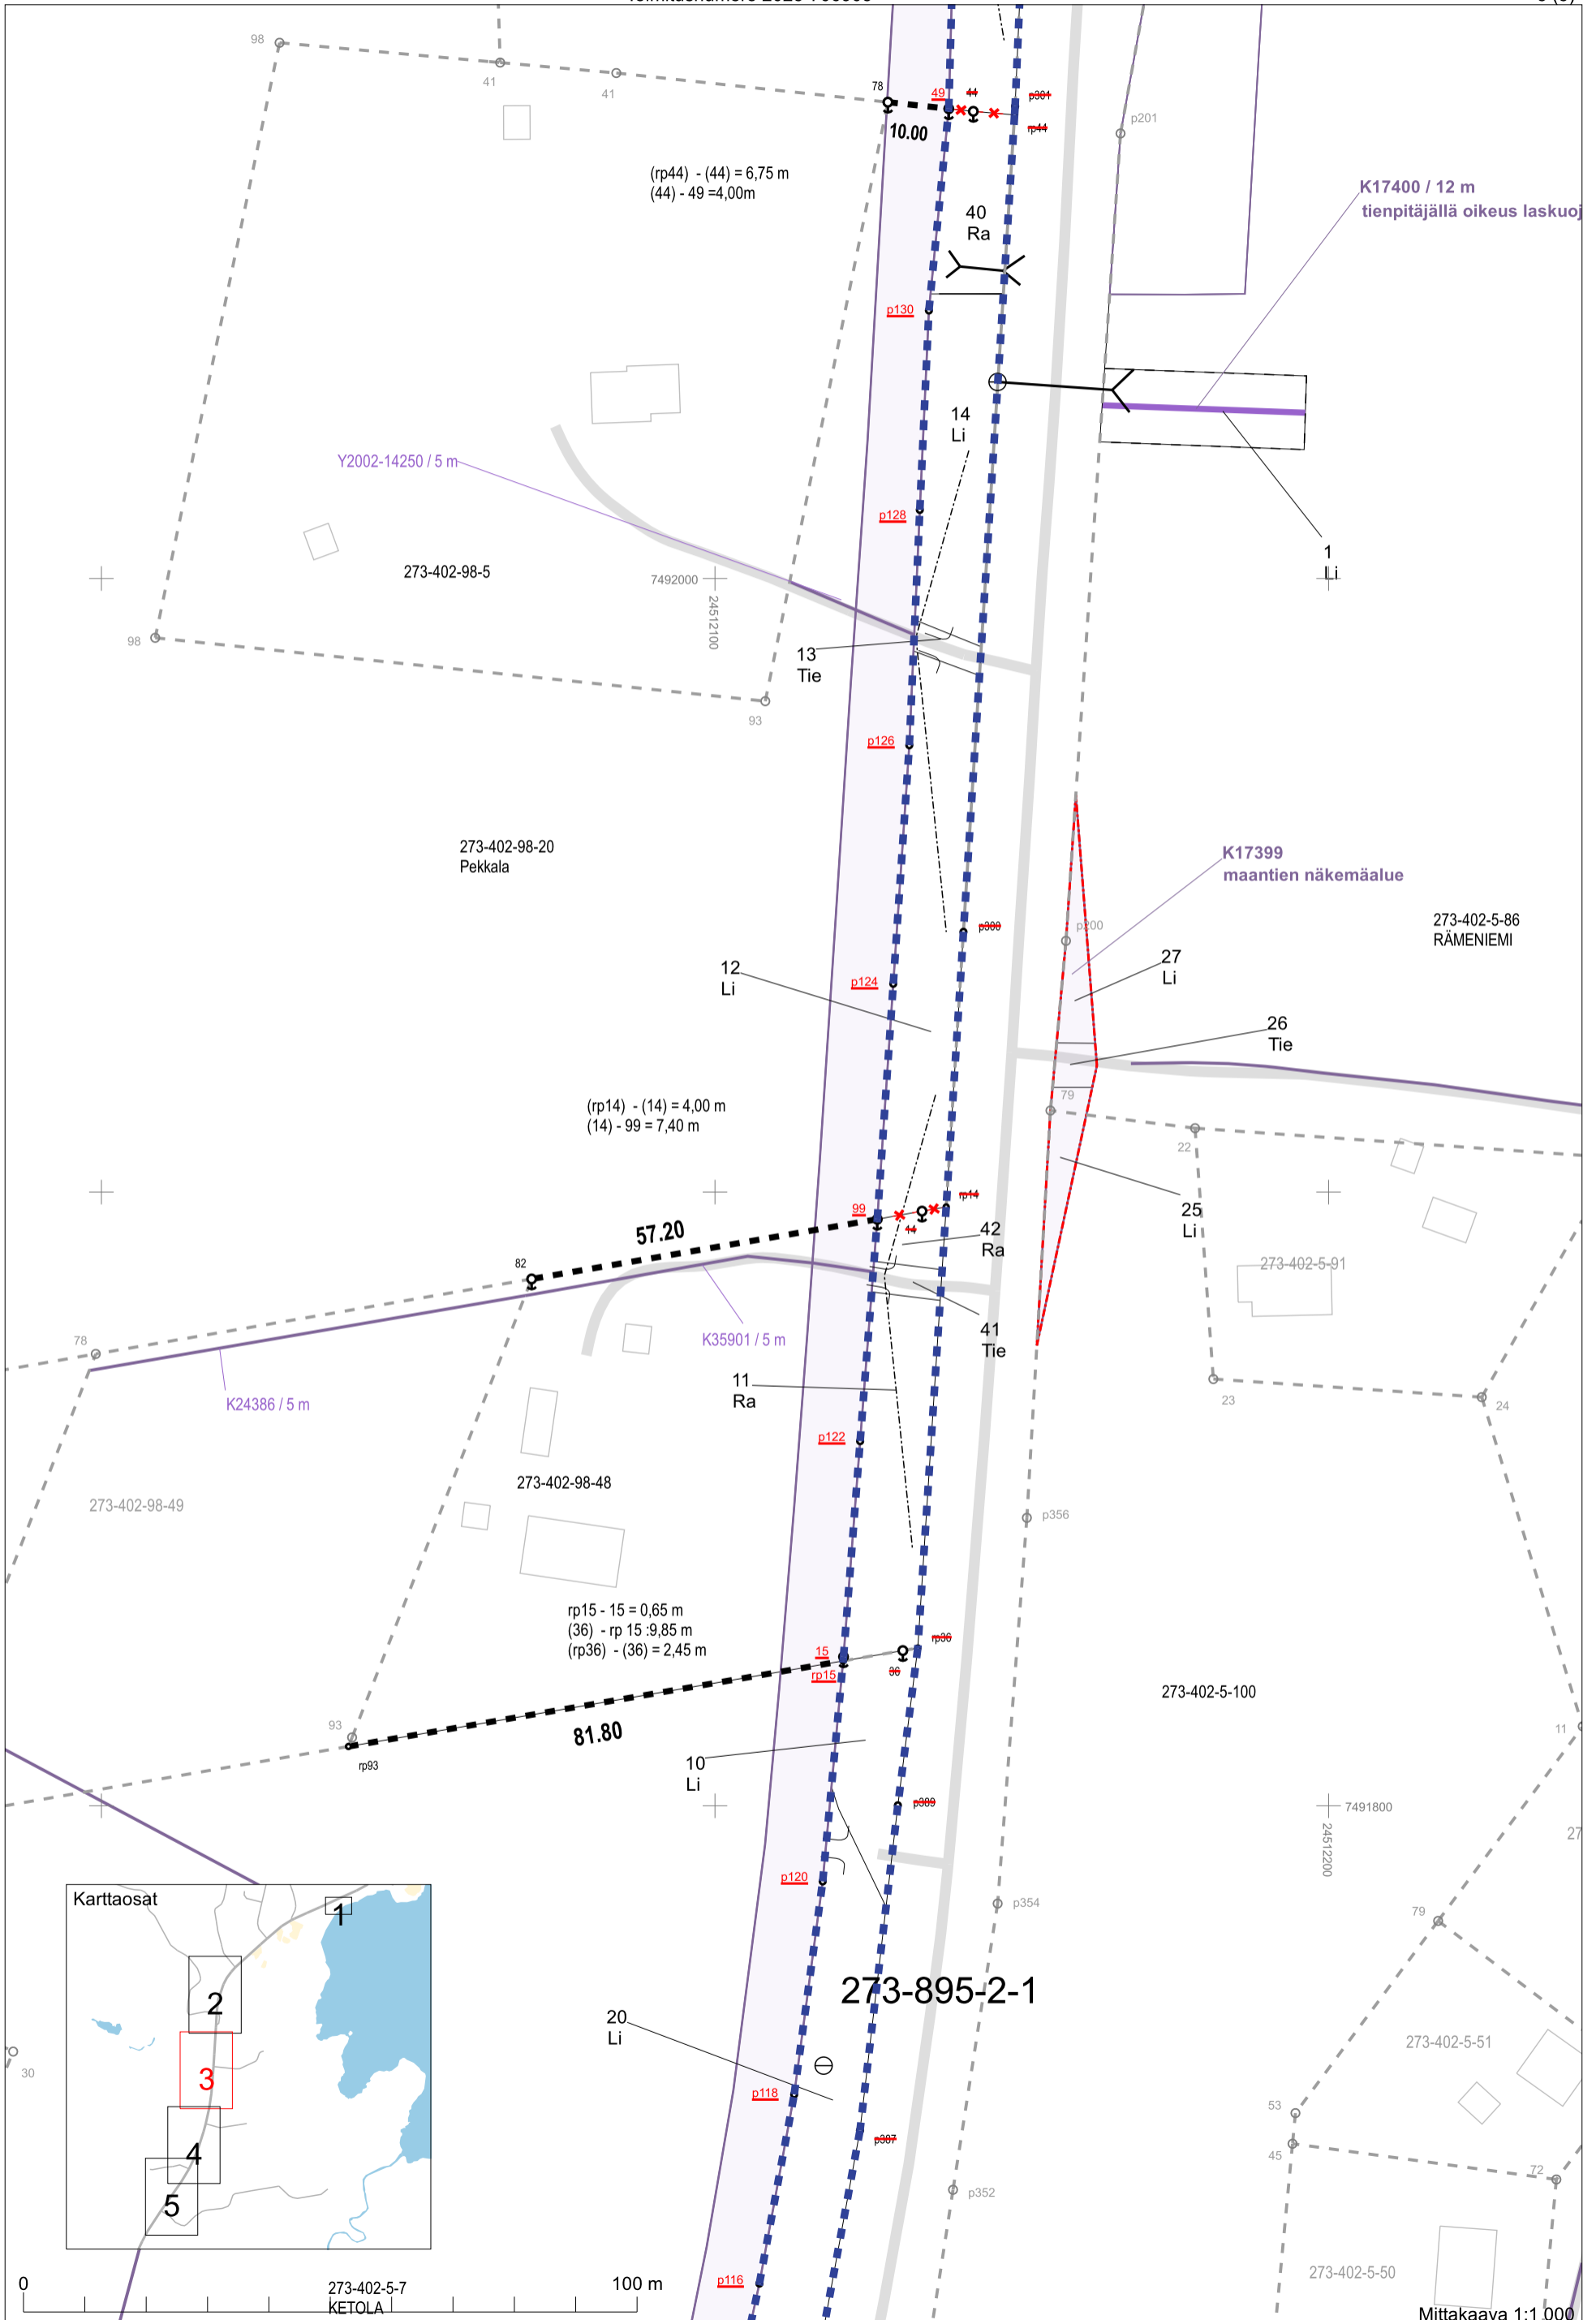 98
41
41
78
49
44
p301
rp44
p201
10.00
(rp44) - (44) = 6,75 m
(44) - 49 =4,00m
K17400 / 12 m
tienpitäjällä oikeus laskuoj
40
Ra
p130
14
Li
Y2002-14250 / 5 m
p128
1
Li
273-402-98-5
7492000
24512100
98
13
Tie
93
p126
273-402-98-20
Pekkala
K17399
maantien näkemäalue
273-402-5-86
RÄMENIEMI
p300
p200
12
Li
27
Li
p124
26
Tie
79
(rp14) - (14) = 4,00 m
(14) - 99 = 7,40 m
22
rp14
99
14
57.20
42
Ra
25
Li
82
273-402-5-91
78
K35901 / 5 m
41
Tie
11
Ra
K24386 / 5 m
23
24
p122
273-402-98-48
273-402-98-49
p356
rp15 - 15 = 0,65 m
(36) - rp 15 :9,85 m
(rp36) - (36) = 2,45 m
rp36
15
rp15
36
273-402-5-100
93
rp93
81.80
11
10
Li
p389
7491800
24512200
27
p120
Karttaosat
1
2
3
4
5
p354
79
273-895-2-1
20
Li
30
273-402-5-51
p118
53
p387
45
72
p352
273-402-5-50
p116
0
100 m
273-402-5-7
KETOLA
Mittakaava 1:1 000